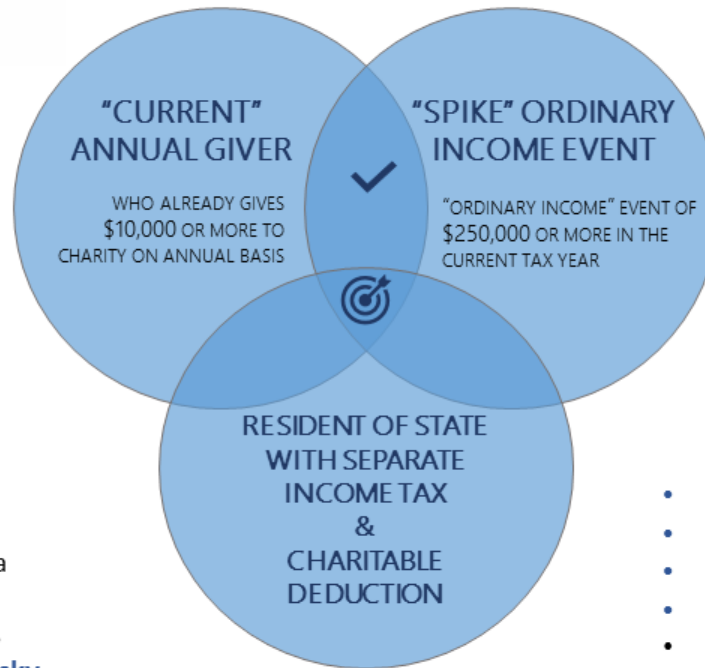 “CURRENT”
ANNUAL GIVER
WHO ALREADY GIVES
$10,000 OR MORE TO
CHARITY ON ANNUAL BASIS
“SPIKE” ORDINARY
INCOME EVENT
“ORDINARY INCOME” EVENT OF
$250,000 OR MORE IN THE
CURRENT TAX YEAR
RESIDENT OF STATE
WITH SEPARATE
INCOME TAX
&
CHARITABLE
DEDUCTION
a